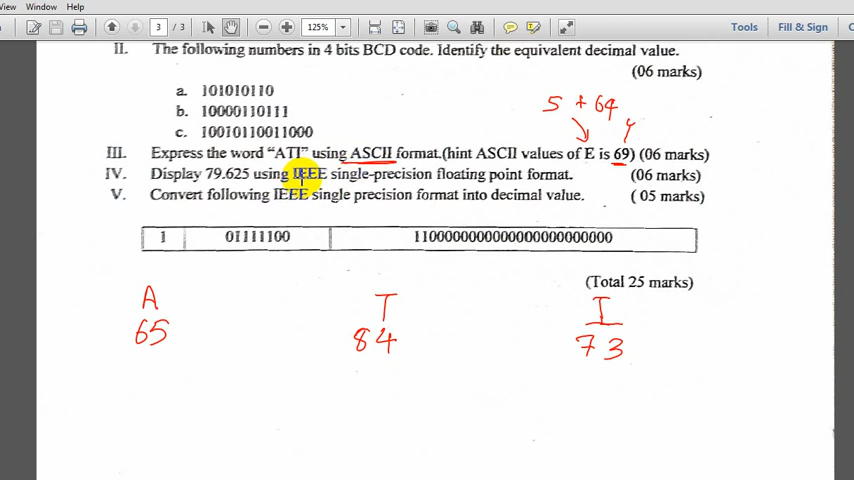 View Window Help
3 / 3 125% Tools Fill & Sign
II. The following numbers in 4 bits BCD code. Identify the equivalent decimal value.
(06 marks)
a. 101010110
b. 10000110111
c. 10010110011000
5 + 64
III. Express the word "ATI" using ASCII format.(hint ASCII values of E is 69) (06 marks)
IV. Display 79.625 using IEEE single-precision floating point format. (06 marks)
V. Convert following IEEE single precision format into decimal value. ( 05 marks)
1 01111100 11000000000000000000000
(Total 25 marks)
A T I
65 84 73